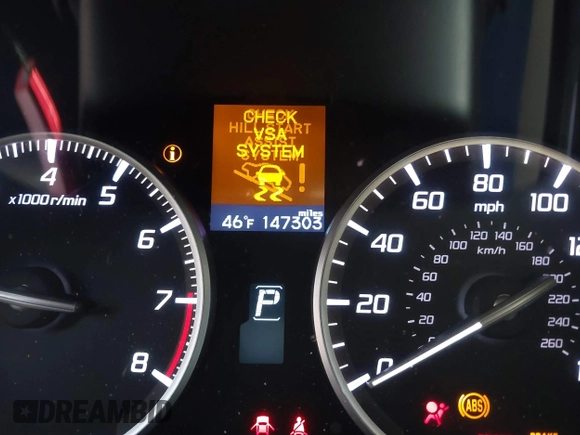 CHECK
HILL START
VSA
ASSIST
SYSTEM
!
46°F 147303 miles
P
4
5
6
7
8
x1000r/min
i
0
20
40
60
80
100
mph
km/h
0
20
40
60
80
100
120
140
160
180
200
220
240
260
ABS
BRAKE
DREAMBID